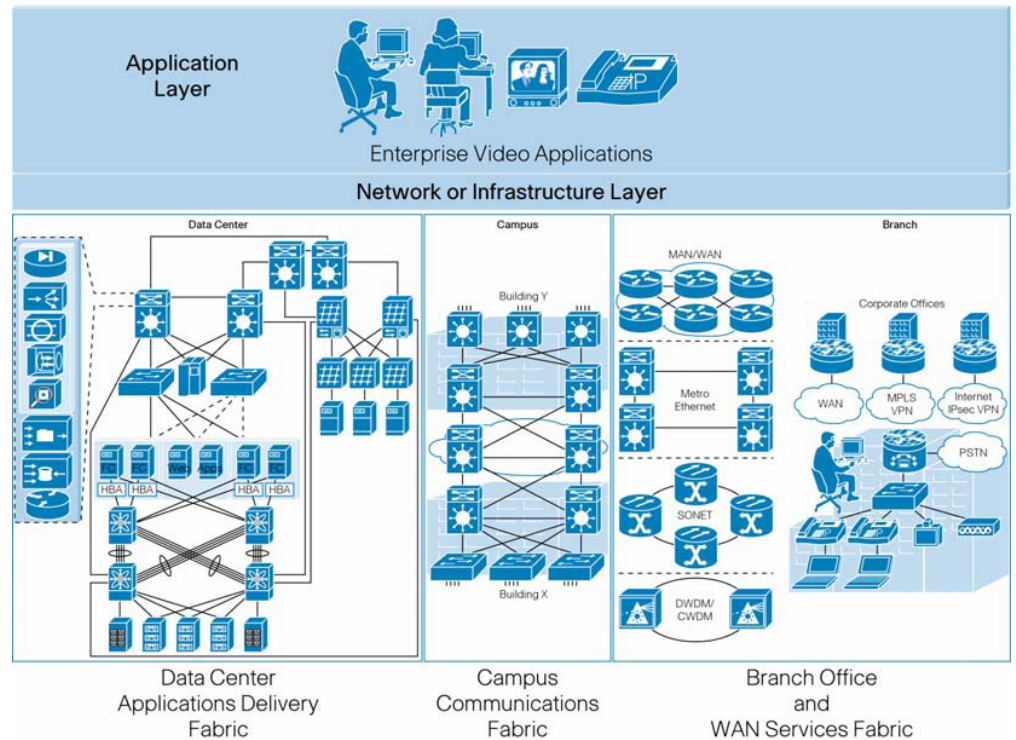 Application
Layer
Enterprise Video Applications
Network or Infrastructure Layer
Data Center
Campus
Branch
Building Y
MAN/WAN
Corporate Offices
Metro
Ethernet
WAN
MPLS
VPN
Internet
IPsec VPN
PSTN
FC
FC
Web
Apps
FC
FC
HBA
HBA
HBA
HBA
SONET
Building X
DWDM/
CWDM
Data Center
Applications Delivery
Fabric
Campus
Communications
Fabric
Branch Office
and
WAN Services Fabric